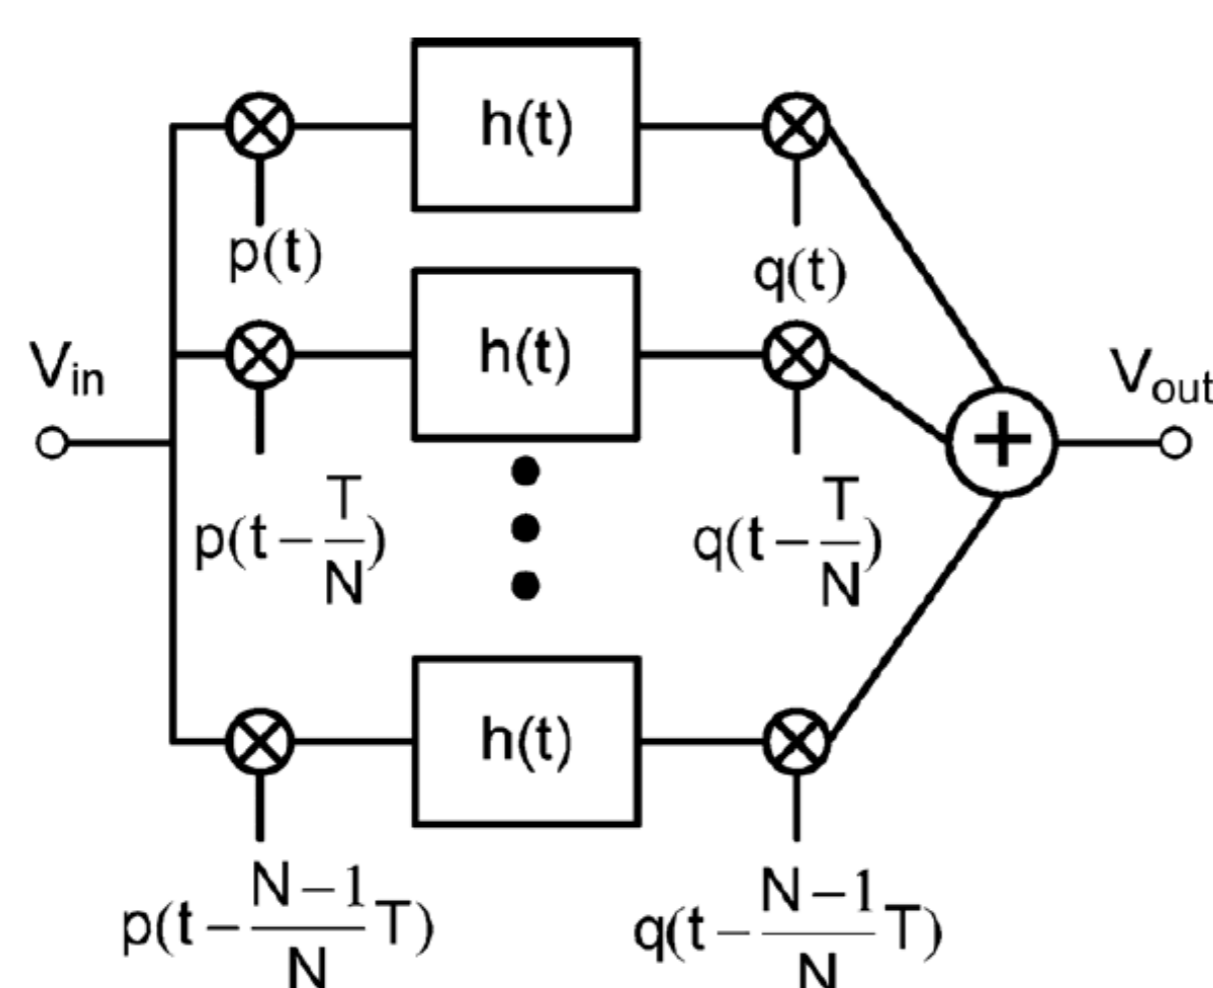 h(t)
p(t)
q(t)
V_in
h(t)
V_out
+
p(t - T/N)
q(t - T/N)
h(t)
p(t - N-1/N T)
q(t - N-1/N T)